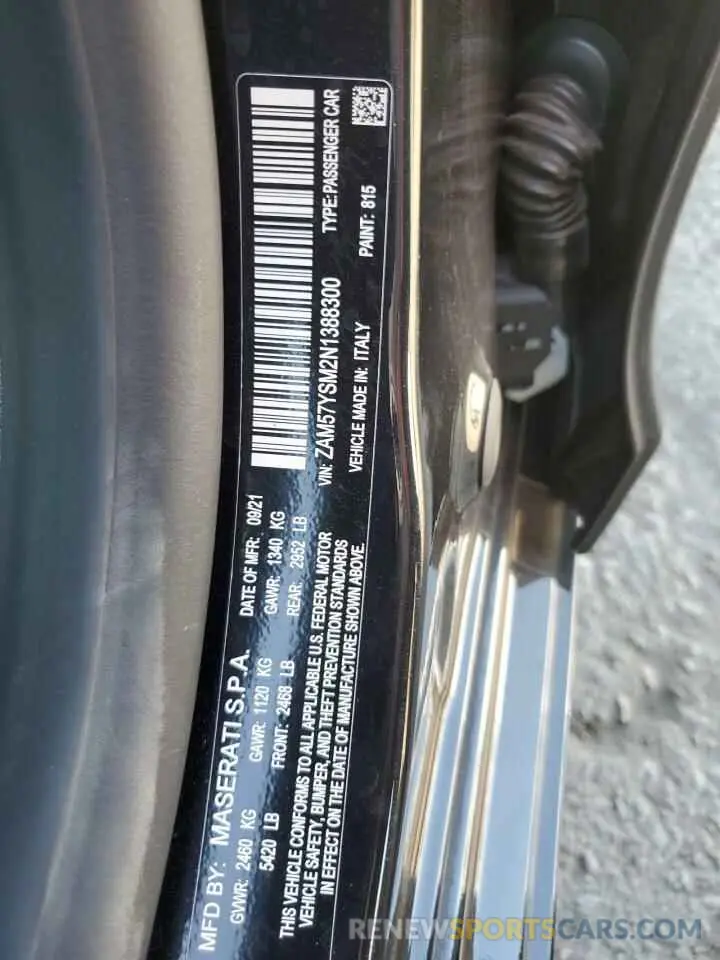 MFD BY: MASERATI S.P.A. DATE OF MFR: 09/21
GVWR: 2460 KG GAWR: 1120 KG GAWR: 1340 KG
5420 LB FRONT: 2468 LB REAR: 2952 LB
THIS VEHICLE CONFORMS TO ALL APPLICABLE U.S. FEDERAL MOTOR
VEHICLE SAFETY, BUMPER, AND THEFT PREVENTION STANDARDS
IN EFFECT ON THE DATE OF MANUFACTURE SHOWN ABOVE.
VIN: ZAM57YSM2N1388300 TYPE: PASSENGER CAR
VEHICLE MADE IN: ITALY PAINT: 815
RENEWSPORTSCARS.COM